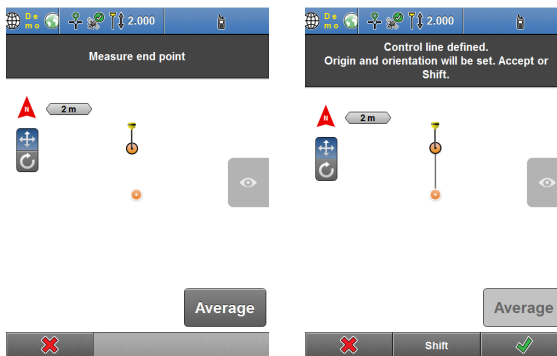 De
mo
2.000
Measure end point
N
2 m
Average
De
mo
2.000
Control line defined.
Origin and orientation will be set. Accept or
Shift.
N
2 m
Average
Shift